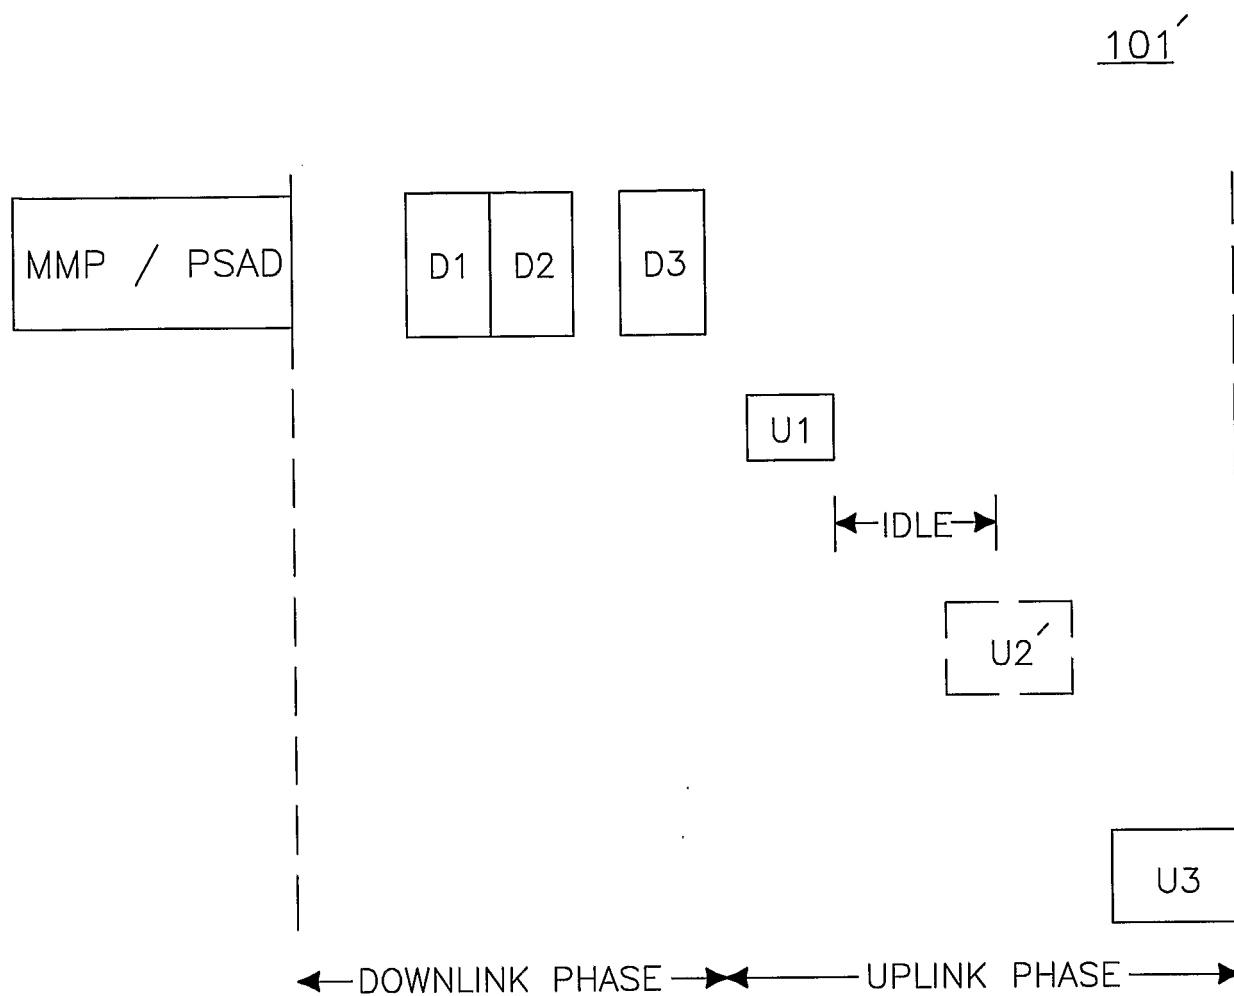 101′
MMP / PSAD
D1
D2
D3
U1
IDLE
U2′
U3
DOWNLINK PHASE
UPLINK PHASE